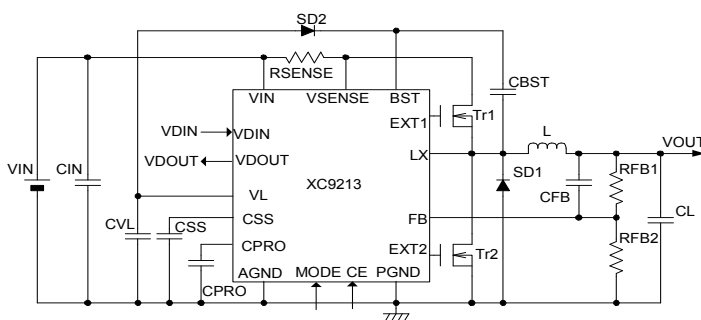 SD2
RSENSE
CBST
VIN VSENSE BST
EXT1 Tr1
VDIN VDIN
LX L VOUT
VDOUT VDOUT
VIN CIN
XC9213
SD1 CFB RFB1
VL
CVL CSS CSS FB CL
CPRO EXT2 Tr2 RFB2
AGND MODE CE PGND
CPRO